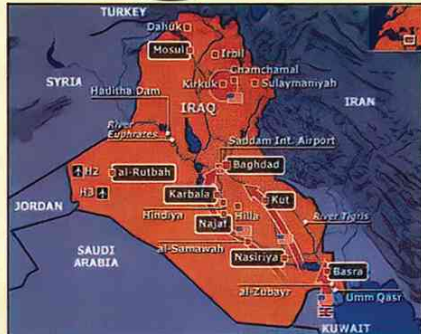 TURKEY
Dahuk
Mosul
Irbil
Chamchamal
Kirkuk
Sulaymaniyah
SYRIA
Haditha Dam
IRAQ
IRAN
River
Euphrates
Saddam Int. Airport
H2
al-Rutbah
Baghdad
H3
Karbala
Kut
JORDAN
Hindiya
Hilla
River Tigris
Najaf
al-Samawah
SAUDI
ARABIA
Nasiriya
Basra
al-Zubayr
Umm Qasr
KUWAIT